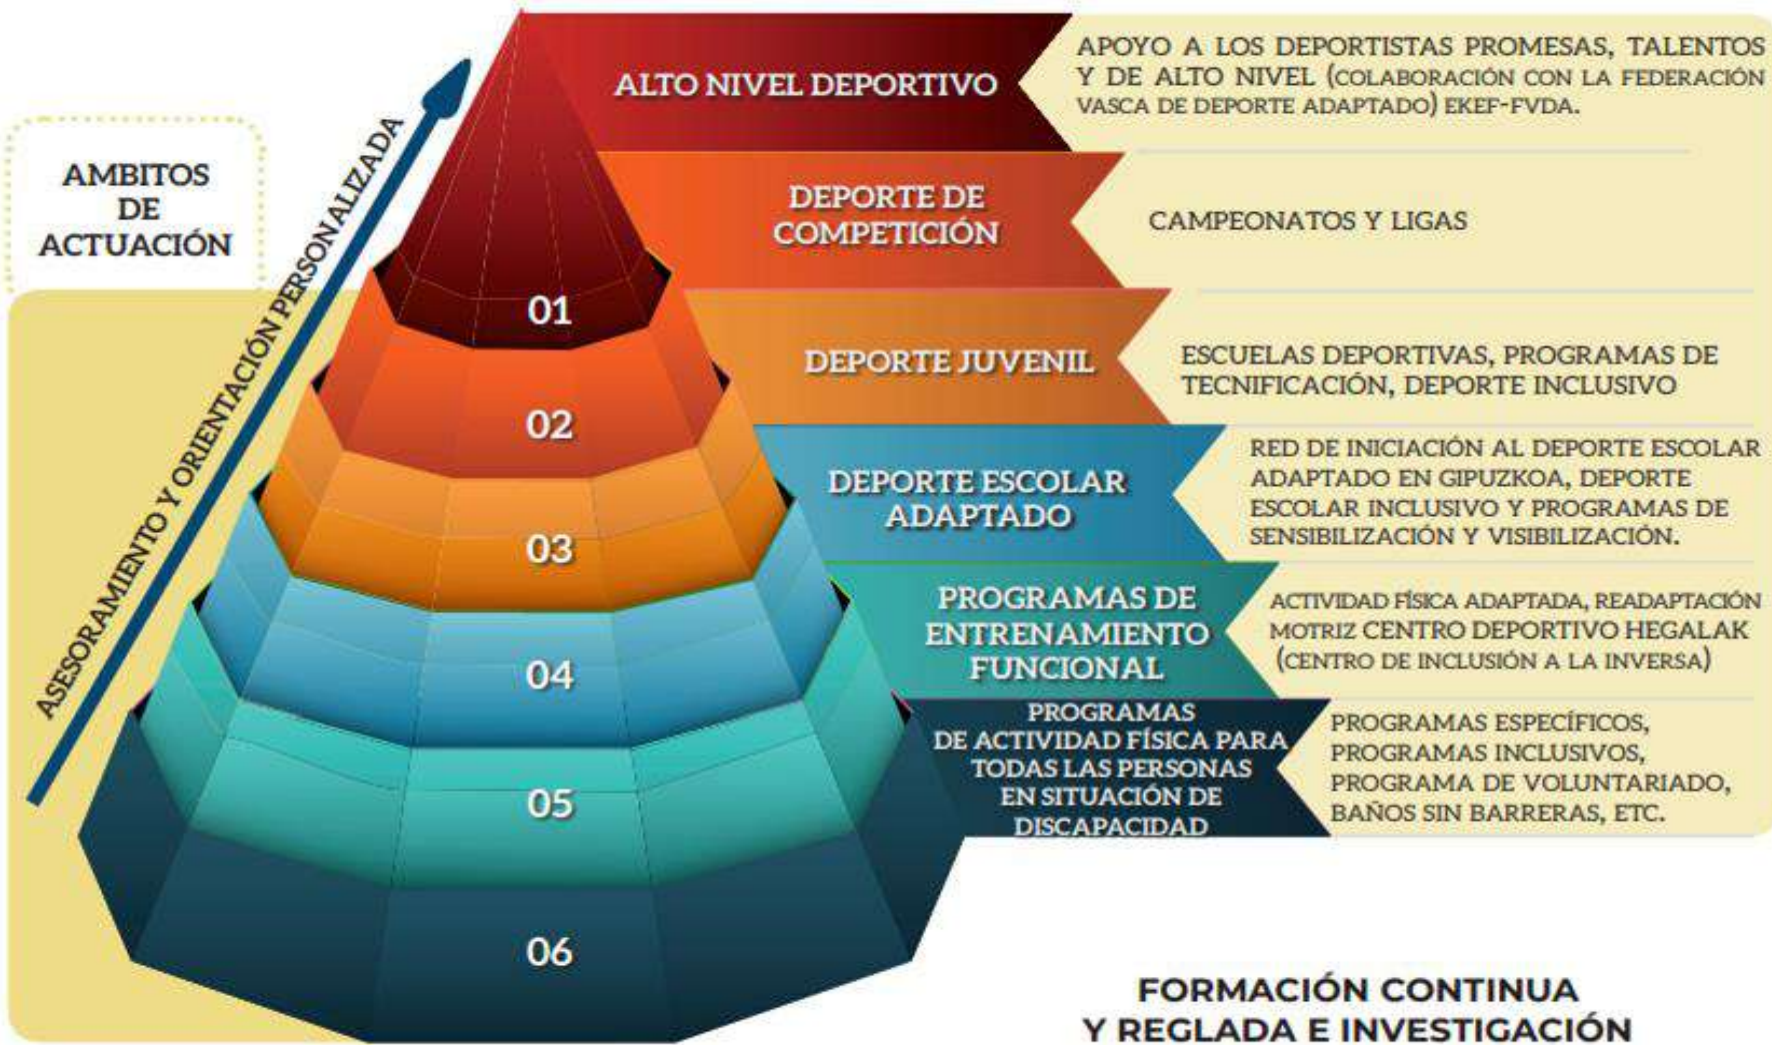 AMBITOS
DE
ACTUACIÓN
ASESORAMIENTO Y ORIENTACIÓN PERSONALIZADA
01
02
03
04
05
06
ALTO NIVEL DEPORTIVO
APOYO A LOS DEPORTISTAS PROMESAS, TALENTOS
Y DE ALTO NIVEL (COLABORACIÓN CON LA FEDERACIÓN
VASCA DE DEPORTE ADAPTADO) EKEF-FVDA.
DEPORTE DE
COMPETICIÓN
CAMPEONATOS Y LIGAS
DEPORTE JUVENIL
ESCUELAS DEPORTIVAS, PROGRAMAS DE
TECNIFICACIÓN, DEPORTE INCLUSIVO
DEPORTE ESCOLAR
ADAPTADO
RED DE INICIACIÓN AL DEPORTE ESCOLAR
ADAPTADO EN GIPUZKOA, DEPORTE
ESCOLAR INCLUSIVO Y PROGRAMAS DE
SENSIBILIZACIÓN Y VISIBILIZACIÓN.
PROGRAMAS DE
ENTRENAMIENTO
FUNCIONAL
ACTIVIDAD FÍSICA ADAPTADA, READAPTACIÓN
MOTRIZ CENTRO DEPORTIVO HEGALAK
(CENTRO DE INCLUSIÓN A LA INVERSA)
PROGRAMAS
DE ACTIVIDAD FÍSICA PARA
TODAS LAS PERSONAS
EN SITUACIÓN DE
DISCAPACIDAD
PROGRAMAS ESPECÍFICOS,
PROGRAMAS INCLUSIVOS,
PROGRAMA DE VOLUNTARIADO,
BAÑOS SIN BARRERAS, ETC.
FORMACIÓN CONTINUA
Y REGLADA E INVESTIGACIÓN